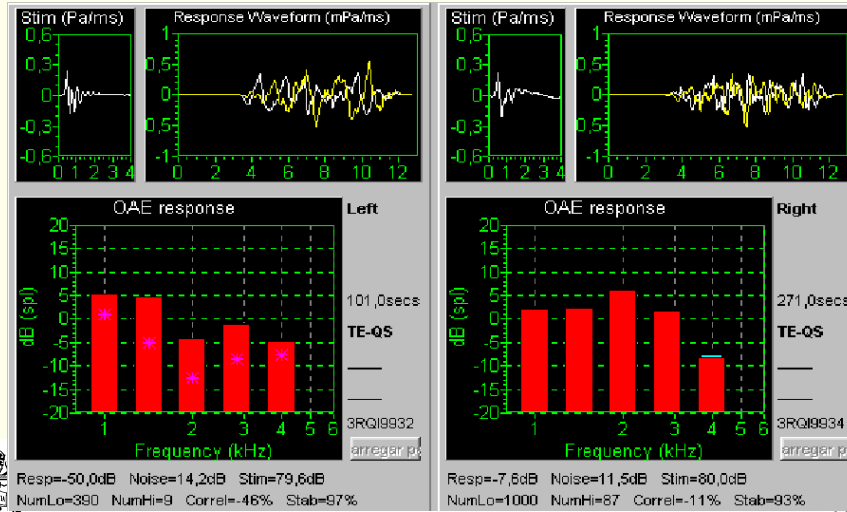 Stim (Pa/ms)
0,6
0,3
0
-0,3
-0,6
0 1 2 3 4
Response Waveform (mPa/ms)
1
0,5
0
0,5
-1
0 2 4 6 8 10 12
OAE response
20
15
10
5
0
-5
-10
-15
-20
dB (spl)
1 2 3 4 5 6
Frequency (kHz)
Left
101,0secs
TE-QS
3RQI9932
arregar p
Resp=-50,0dB Noise=14,2dB Stim=79,6dB
NumLo=390 NumHi=9 Correl=-46% Stab=97%
Stim (Pa/ms)
0,6
0,3
0
-0,3
-0,6
0 1 2 3 4
Response Waveform (mPa/ms)
1
0,5
0
0,5
-1
0 2 4 6 8 10 12
OAE response
20
15
10
5
0
-5
-10
-15
-20
dB (spl)
1 2 3 4 5 6
Frequency (kHz)
Right
271,0secs
TE-QS
3RQI9934
arregar p
Resp=-7,6dB Noise=11,5dB Stim=80,0dB
NumLo=1000 NumHi=87 Correl=-11% Stab=93%